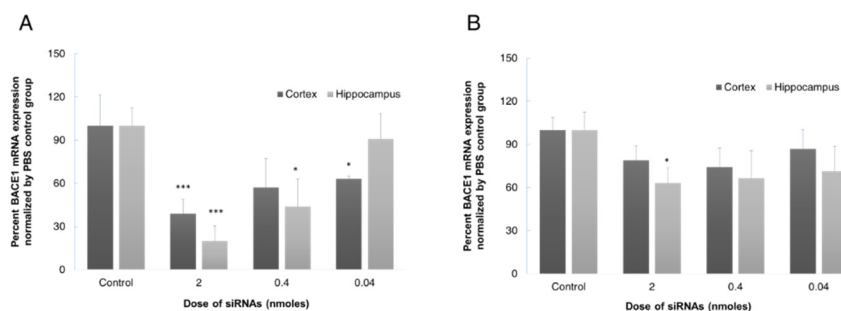 A
Percent BACE1 mRNA expression
normalized by PBS control group
150
120
90
60
30
0
Cortex
Hippocampus
***
***
*
*
Control
2
0.4
0.04
Dose of siRNAs (nmoles)
B
Percent BACE1 mRNA expression
normalized by PBS control group
150
120
90
60
30
0
Cortex
Hippocampus
*
Control
2
0.4
0.04
Dose of siRNAs (nmoles)